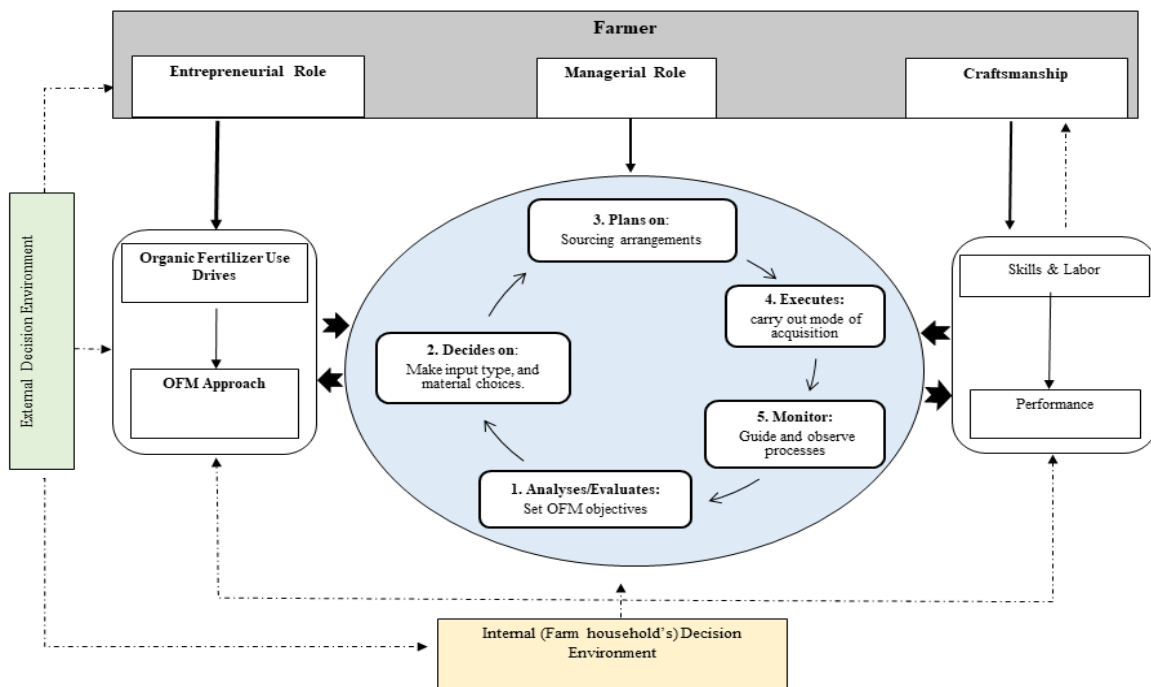 Farmer
Entrepreneurial Role
Managerial Role
Craftsmanship
External Decision Environment
Organic Fertilizer Use
Drives
OFM Approach
3. Plans on:
Sourcing arrangements
4. Executes:
carry out mode of
acquisition
2. Decides on:
Make input type, and
material choices.
5. Monitor:
Guide and observe
processes
1. Analyses/Evaluates:
Set OFM objectives
Skills & Labor
Performance
Internal (Farm household's) Decision
Environment